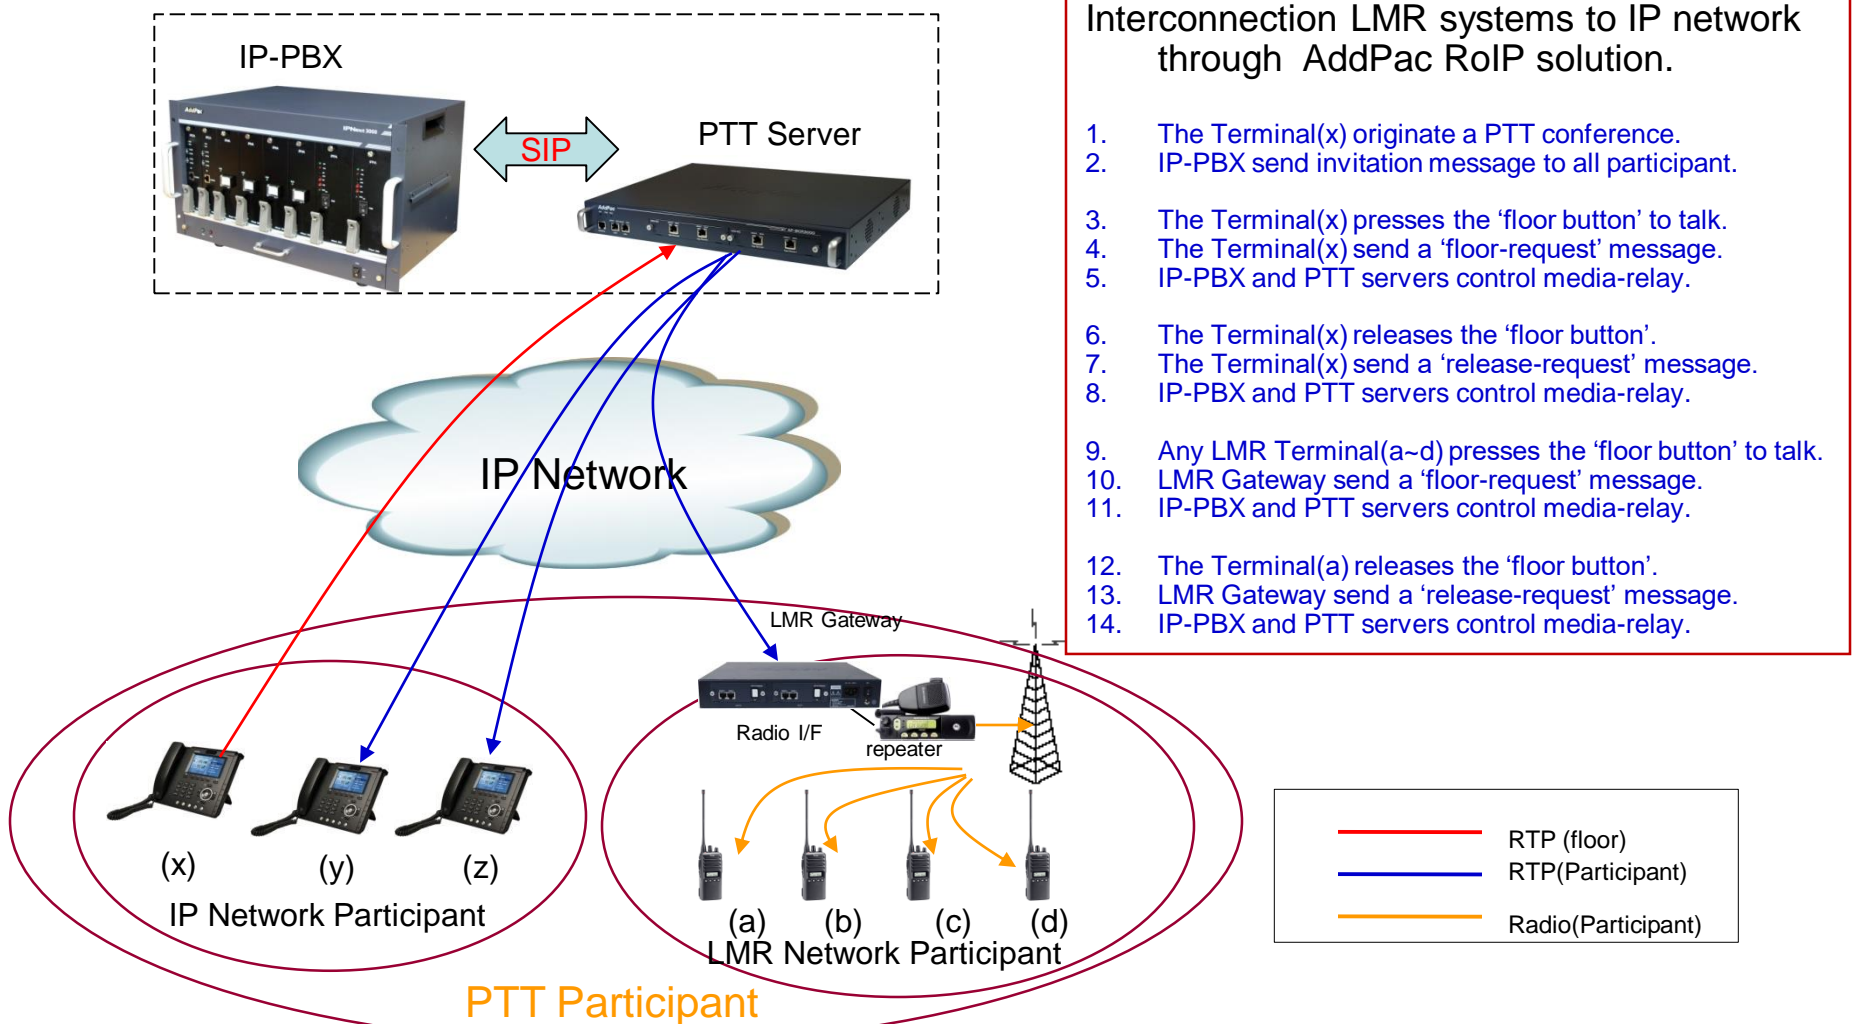 IP-PBX
SIP
PTT Server
AddPac
AddPac
IP Network
Interconnection LMR systems to IP network
through AddPac RoIP solution.
1. The Terminal(x) originate a PTT conference.
2. IP-PBX send invitation message to all participant.
3. The Terminal(x) presses the ‘floor button’ to talk.
4. The Terminal(x) send a ‘floor-request’ message.
5. IP-PBX and PTT servers control media-relay.
6. The Terminal(x) releases the ‘floor button’.
7. The Terminal(x) send a ‘release-request’ message.
8. IP-PBX and PTT servers control media-relay.
9. Any LMR Terminal(a~d) presses the ‘floor button’ to talk.
10. LMR Gateway send a ‘floor-request’ message.
11. IP-PBX and PTT servers control media-relay.
12. The Terminal(a) releases the ‘floor button’.
13. LMR Gateway send a ‘release-request’ message.
14. IP-PBX and PTT servers control media-relay.
LMR Gateway
Radio I/F
repeater
(x)
(y)
(z)
IP Network Participant
(a)
(b)
(c)
(d)
LMR Network Participant
PTT Participant
RTP (floor)
RTP(Participant)
Radio(Participant)